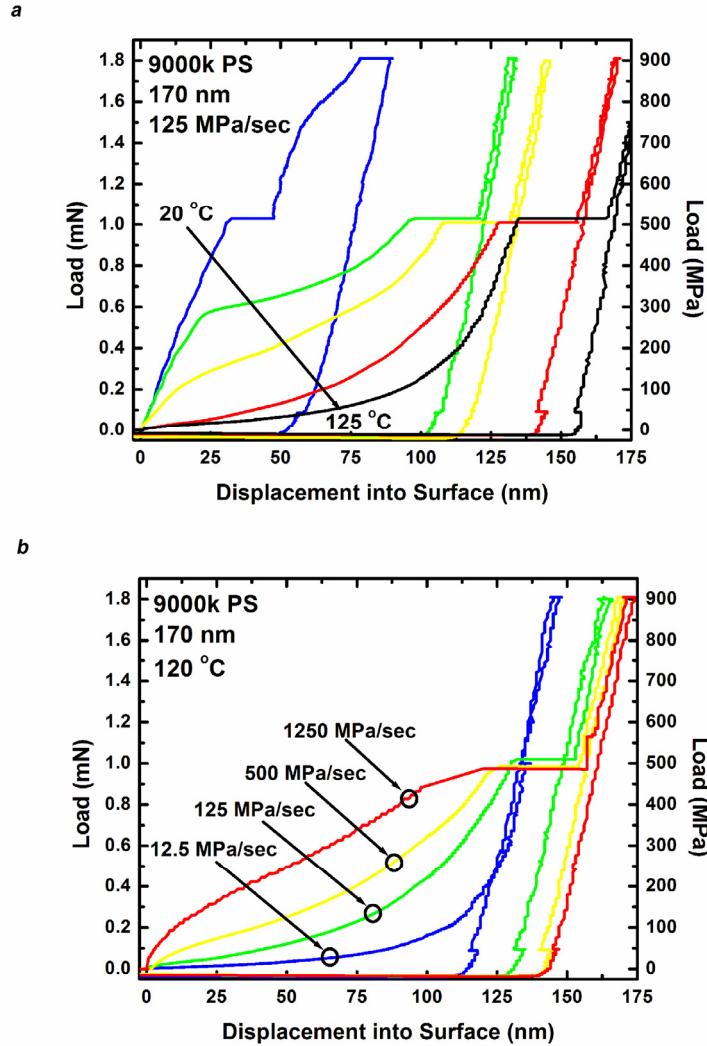 a
9000k PS
170 nm
125 MPa/sec
20 °C
125 °C
1.8
1.6
1.4
1.2
1.0
0.8
0.6
0.4
0.2
0.0
Load (mN)
900
800
700
600
500
400
300
200
100
0
Load (MPa)
0 25 50 75 100 125 150 175
Displacement into Surface (nm)
b
9000k PS
170 nm
120 °C
1250 MPa/sec
500 MPa/sec
125 MPa/sec
12.5 MPa/sec
1.8
1.6
1.4
1.2
1.0
0.8
0.6
0.4
0.2
0.0
Load (mN)
900
800
700
600
500
400
300
200
100
0
Load (MPa)
0 25 50 75 100 125 150 175
Displacement into Surface (nm)